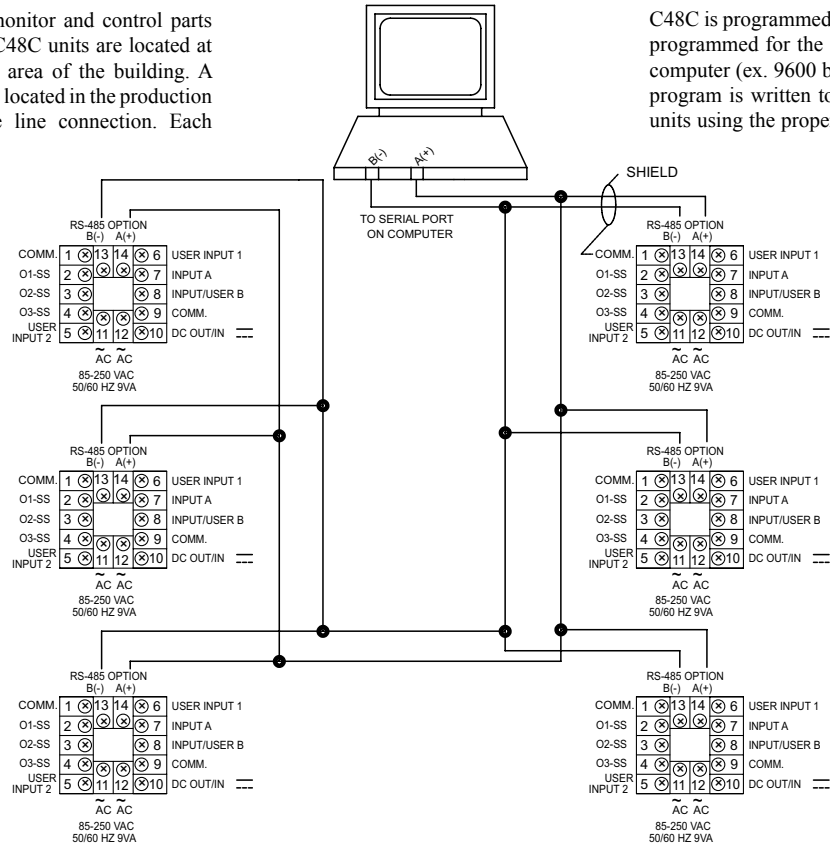 monitor and control parts
C48C units are located at
area of the building. A
located in the production
line connection. Each
C48C is programmed
programmed for the
computer (ex. 9600 b
program is written to
units using the prope
B(-) A(+)
TO SERIAL PORT
ON COMPUTER
SHIELD
RS-485 OPTION
B(-) A(+)
COMM. 1 13 14 6 USER INPUT 1
O1-SS 2 7 INPUT A
O2-SS 3 8 INPUT/USER B
O3-SS 4 9 COMM.
USER
INPUT 2 5 11 12 10 DC OUT/IN
~ ~
AC AC
85-250 VAC
50/60 HZ 9VA
RS-485 OPTION
B(-) A(+)
COMM. 1 13 14 6 USER INPUT 1
O1-SS 2 7 INPUT A
O2-SS 3 8 INPUT/USER B
O3-SS 4 9 COMM.
USER
INPUT 2 5 11 12 10 DC OUT/IN
~ ~
AC AC
85-250 VAC
50/60 HZ 9VA
RS-485 OPTION
B(-) A(+)
COMM. 1 13 14 6 USER INPUT 1
O1-SS 2 7 INPUT A
O2-SS 3 8 INPUT/USER B
O3-SS 4 9 COMM.
USER
INPUT 2 5 11 12 10 DC OUT/IN
~ ~
AC AC
85-250 VAC
50/60 HZ 9VA
RS-485 OPTION
B(-) A(+)
COMM. 1 13 14 6 USER INPUT 1
O1-SS 2 7 INPUT A
O2-SS 3 8 INPUT/USER B
O3-SS 4 9 COMM.
USER
INPUT 2 5 11 12 10 DC OUT/IN
~ ~
AC AC
85-250 VAC
50/60 HZ 9VA
RS-485 OPTION
B(-) A(+)
COMM. 1 13 14 6 USER INPUT 1
O1-SS 2 7 INPUT A
O2-SS 3 8 INPUT/USER B
O3-SS 4 9 COMM.
USER
INPUT 2 5 11 12 10 DC OUT/IN
~ ~
AC AC
85-250 VAC
50/60 HZ 9VA
RS-485 OPTION
B(-) A(+)
COMM. 1 13 14 6 USER INPUT 1
O1-SS 2 7 INPUT A
O2-SS 3 8 INPUT/USER B
O3-SS 4 9 COMM.
USER
INPUT 2 5 11 12 10 DC OUT/IN
~ ~
AC AC
85-250 VAC
50/60 HZ 9VA